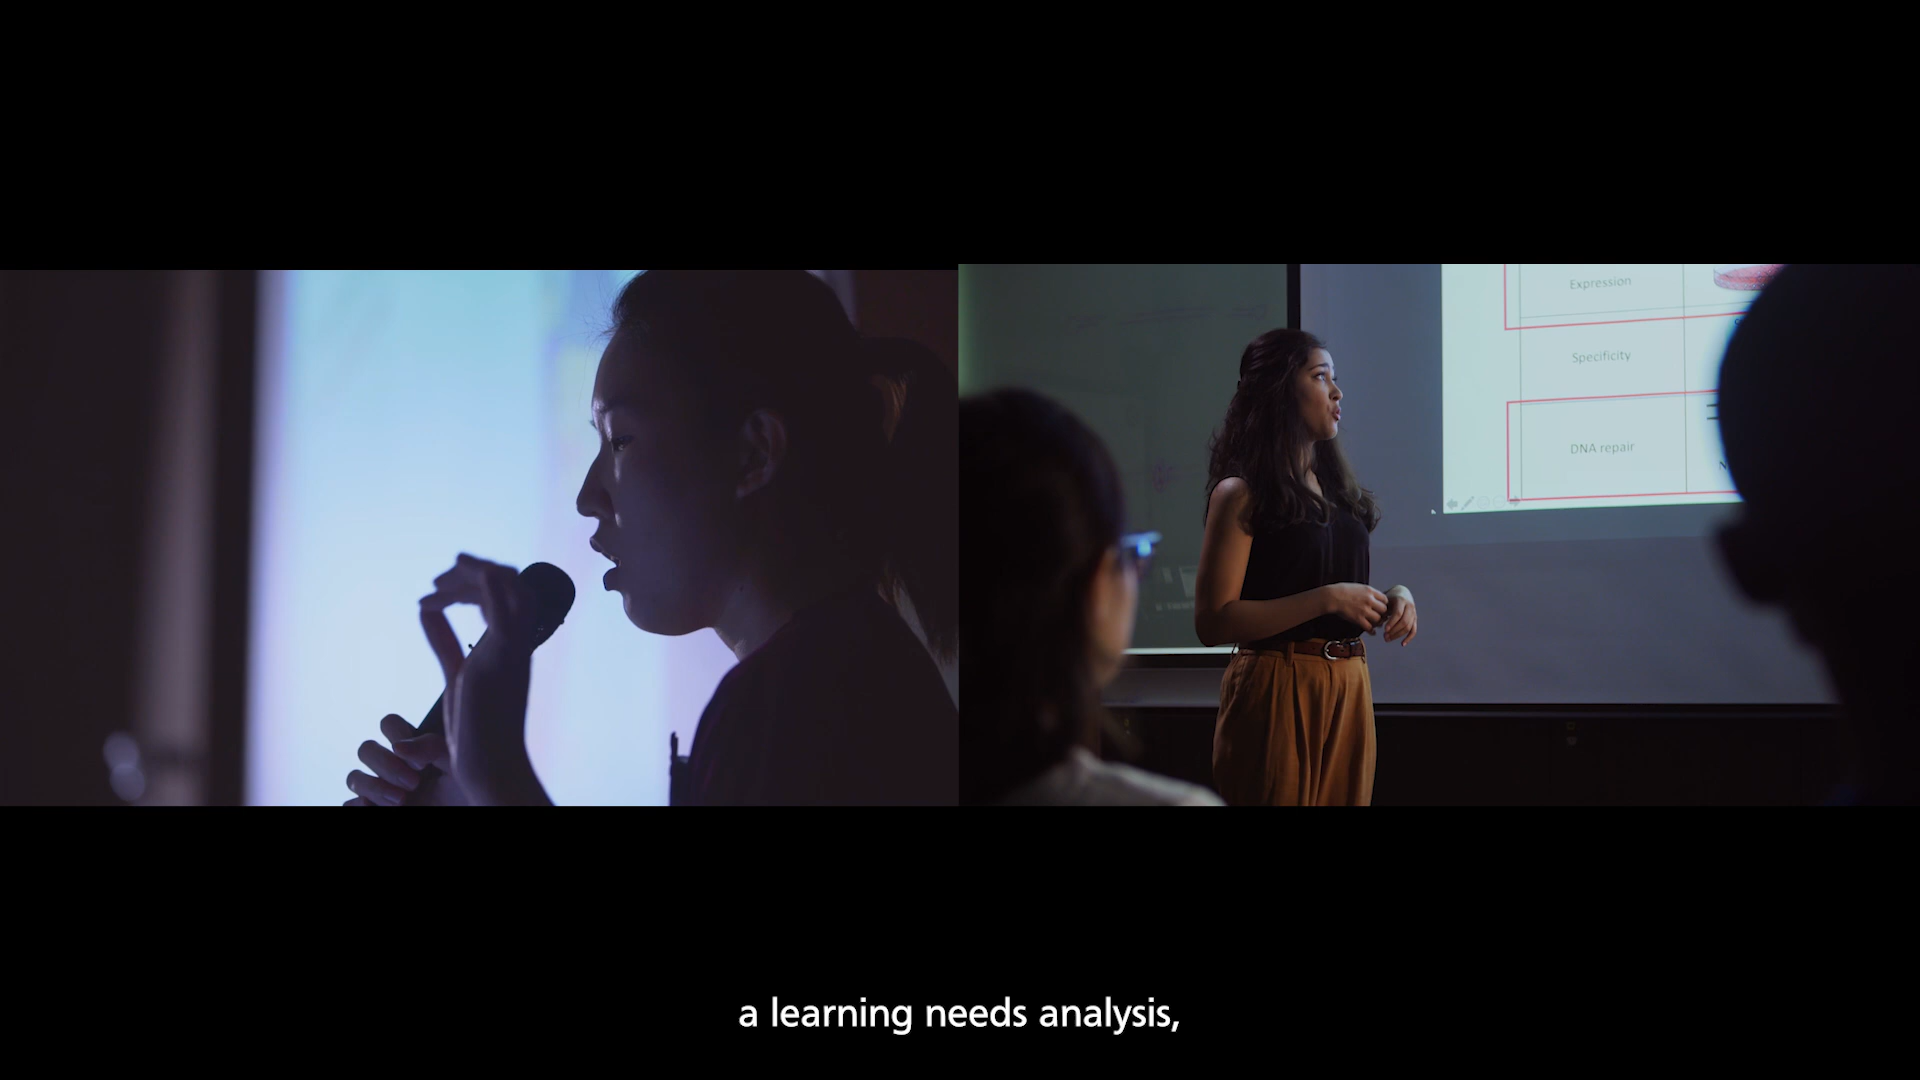 Expression
Specificity
DNA repair
a learning needs analysis,